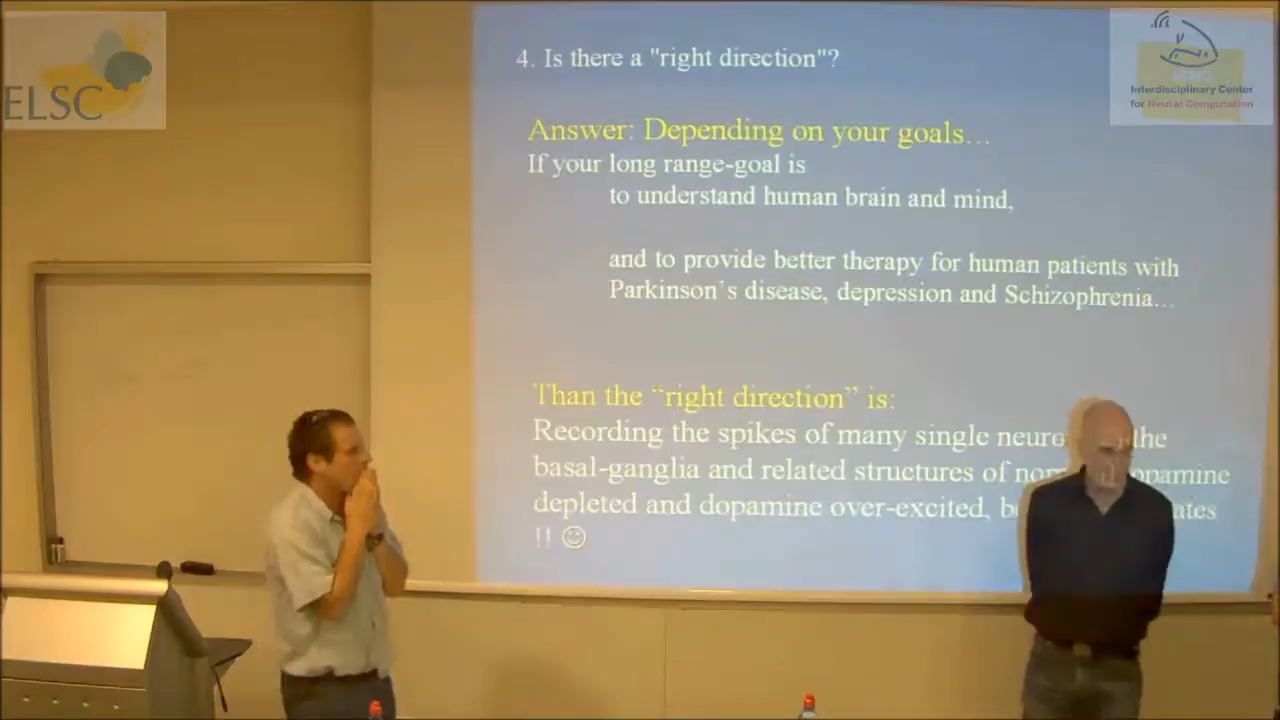 ELSC
Interdisciplinary Center
for Neural Computation
4. Is there a "right direction"?
Answer: Depending on your goals…
If your long range-goal is
to understand human brain and mind,
and to provide better therapy for human patients with
Parkinson's disease, depression and Schizophrenia…
Than the “right direction” is:
Recording the spikes of many single the
basal-ganglia and related structures of
depleted and dopamine over-excited,
!! ☺